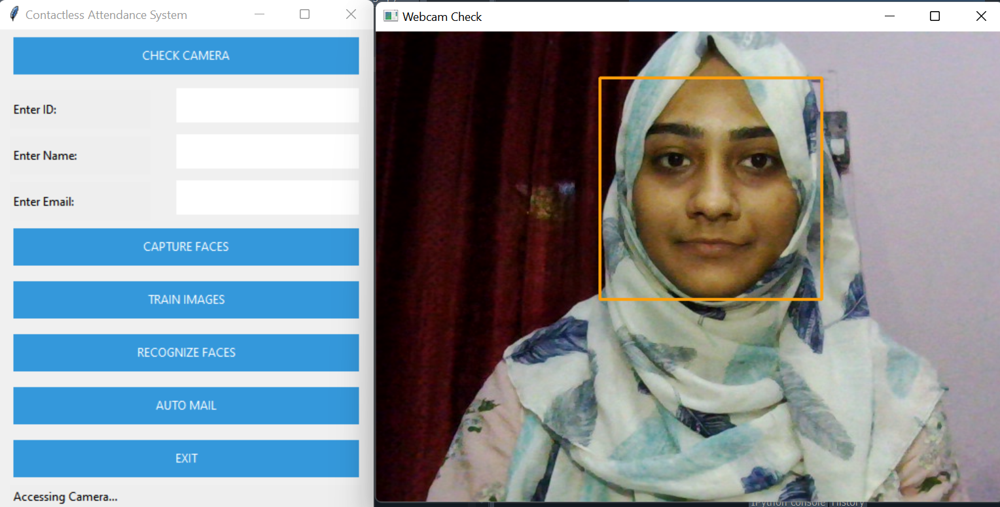 Contactless Attendance System
CHECK CAMERA
Enter ID:
Enter Name:
Enter Email:
CAPTURE FACES
TRAIN IMAGES
RECOGNIZE FACES
AUTO MAIL
EXIT
Accessing Camera...
Webcam Check
IPython console History